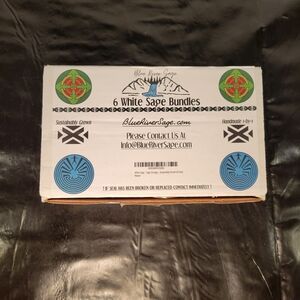 Blue River Sage
6 White Sage Bundles
Sustainably Grown
BlueRiverSage.com
Handmade 1-by-1
Please Contact Us At
Info@BlueRiverSage.com
! IF SEAL HAS BEEN BROKEN OR REPLACED CONTACT IMMEDIATELY !